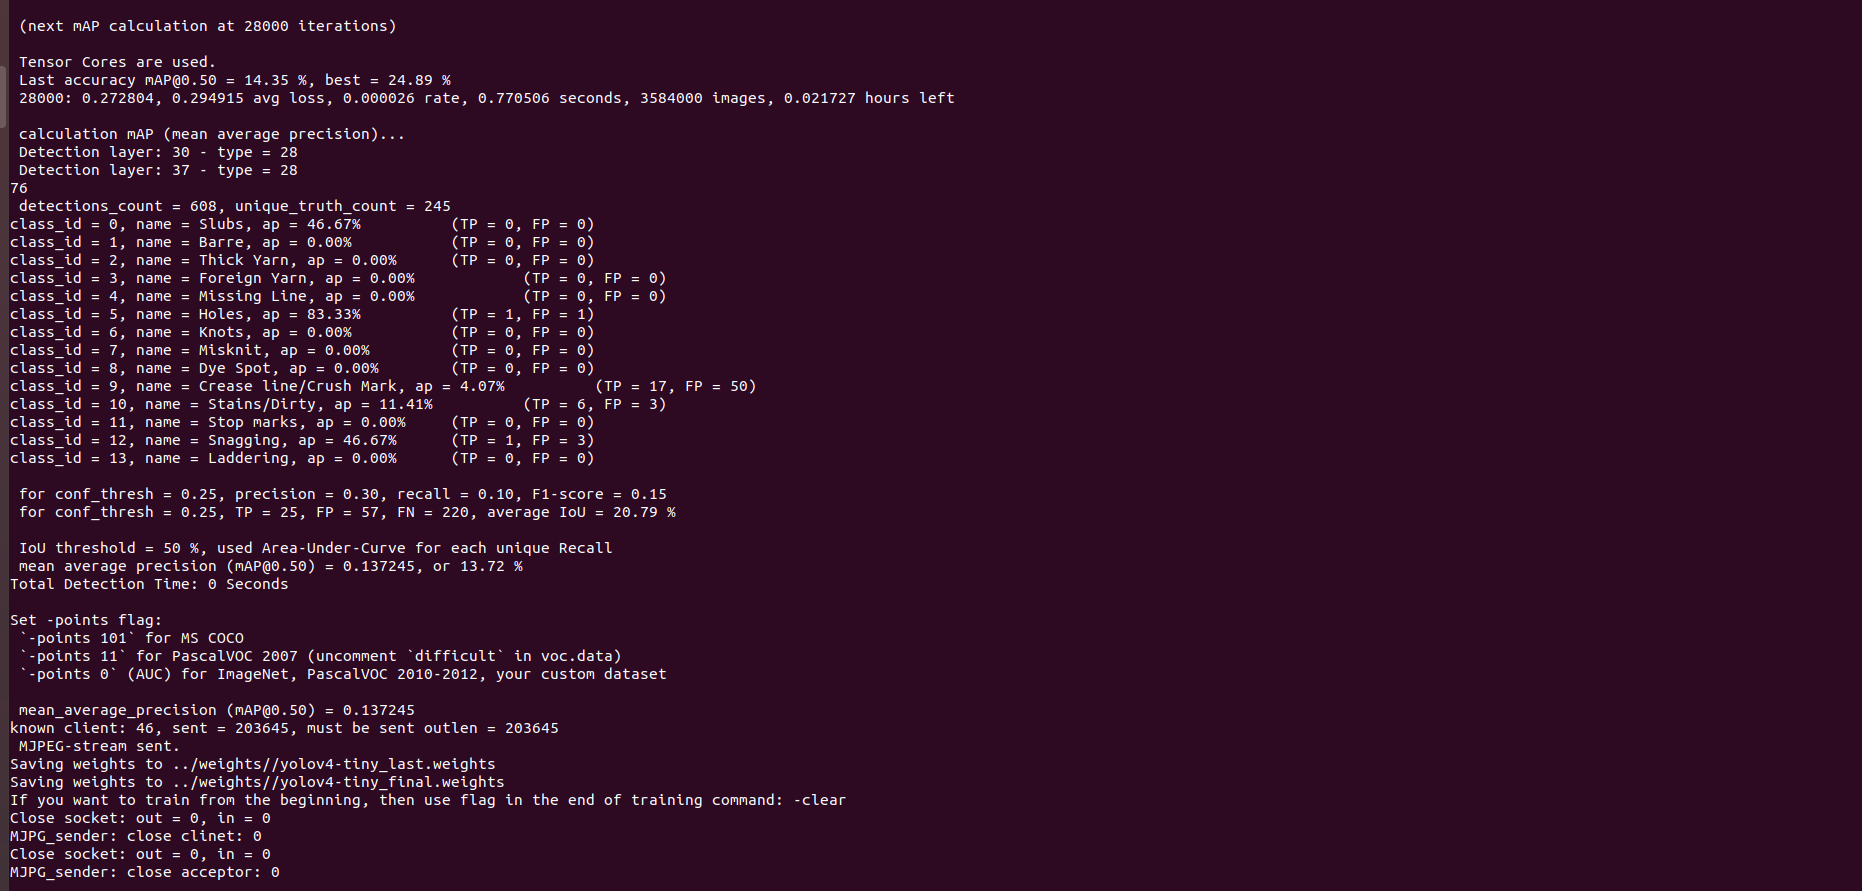 (next mAP calculation at 28000 iterations)
Tensor Cores are used.
Last accuracy mAP@0.50 = 14.35 %, best = 24.89 %
28000: 0.272804, 0.294915 avg loss, 0.000026 rate, 0.770506 seconds, 3584000 images, 0.021727 hours left
calculation mAP (mean average precision)...
Detection layer: 30 - type = 28
Detection layer: 37 - type = 28
76
detections_count = 608, unique_truth_count = 245
class_id = 0, name = Slubs, ap = 46.67% (TP = 0, FP = 0)
class_id = 1, name = Barre, ap = 0.00% (TP = 0, FP = 0)
class_id = 2, name = Thick Yarn, ap = 0.00% (TP = 0, FP = 0)
class_id = 3, name = Foreign Yarn, ap = 0.00% (TP = 0, FP = 0)
class_id = 4, name = Missing Line, ap = 0.00% (TP = 0, FP = 0)
class_id = 5, name = Holes, ap = 83.33% (TP = 1, FP = 1)
class_id = 6, name = Knots, ap = 0.00% (TP = 0, FP = 0)
class_id = 7, name = Misknit, ap = 0.00% (TP = 0, FP = 0)
class_id = 8, name = Dye Spot, ap = 0.00% (TP = 0, FP = 0)
class_id = 9, name = Crease line/Crush Mark, ap = 4.07% (TP = 17, FP = 50)
class_id = 10, name = Stains/Dirty, ap = 11.41% (TP = 6, FP = 3)
class_id = 11, name = Stop marks, ap = 0.00% (TP = 0, FP = 0)
class_id = 12, name = Snagging, ap = 46.67% (TP = 1, FP = 3)
class_id = 13, name = Laddering, ap = 0.00% (TP = 0, FP = 0)
for conf_thresh = 0.25, precision = 0.30, recall = 0.10, F1-score = 0.15
for conf_thresh = 0.25, TP = 25, FP = 57, FN = 220, average IoU = 20.79 %
IoU threshold = 50 %, used Area-Under-Curve for each unique Recall
mean average precision (mAP@0.50) = 0.137245, or 13.72 %
Total Detection Time: 0 Seconds
Set -points flag:
`-points 101` for MS COCO
`-points 11` for PascalVOC 2007 (uncomment `difficult` in voc.data)
`-points 0` (AUC) for ImageNet, PascalVOC 2010-2012, your custom dataset
mean_average_precision (mAP@0.50) = 0.137245
known client: 46, sent = 203645, must be sent outlen = 203645
MJPEG-stream sent.
Saving weights to ../weights//yolov4-tiny_last.weights
Saving weights to ../weights//yolov4-tiny_final.weights
If you want to train from the beginning, then use flag in the end of training command: -clear
Close socket: out = 0, in = 0
MJPG_sender: close clinet: 0
Close socket: out = 0, in = 0
MJPG_sender: close acceptor: 0